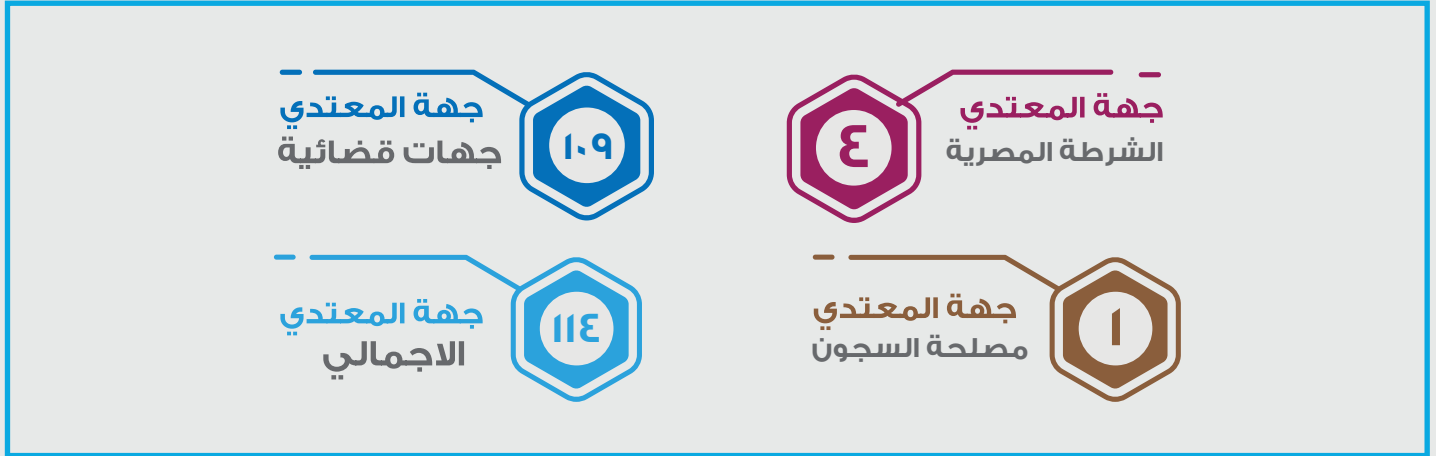 جهة المعتدي
الشرطة المصرية
٤
جهة المعتدي
جهات قضائية
١٠٩
جهة المعتدي
مصلحة السجون
١
جهة المعتدي
الاجمالي
١١٤